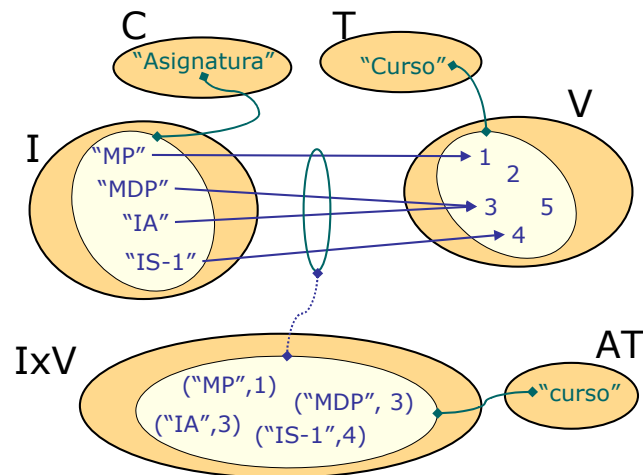 C
T
“Asignatura”
“Curso”
I
V
“MP”
“MDP”
“IA”
“IS-1”
1
2
3
5
4
IxV
AT
(“MP”,1)
(“MDP”, 3)
(“IA”,3)
(“IS-1”,4)
“curso”